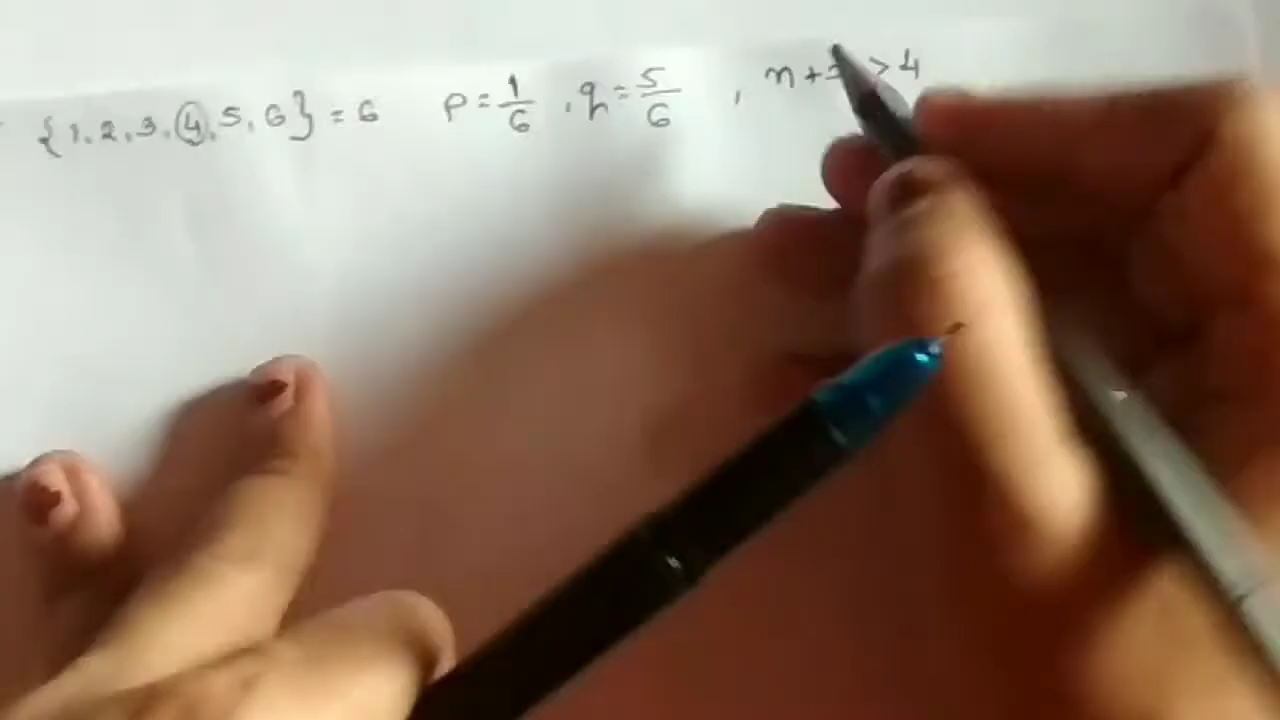 {1, 2, 3, 4, 5, 6} = 6 p = 1/6 , q = 5/6 , n + > 4